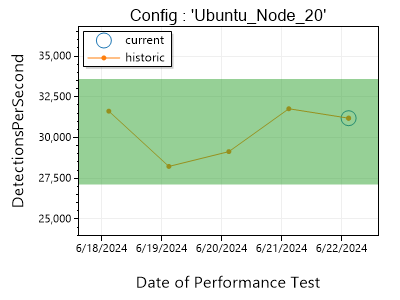 Config : 'Ubuntu_Node_20'
current
historic
DetectionsPerSecond
35,000
32,500
30,000
27,500
25,000
6/18/2024 6/19/2024 6/20/2024 6/21/2024 6/22/2024
Date of Performance Test